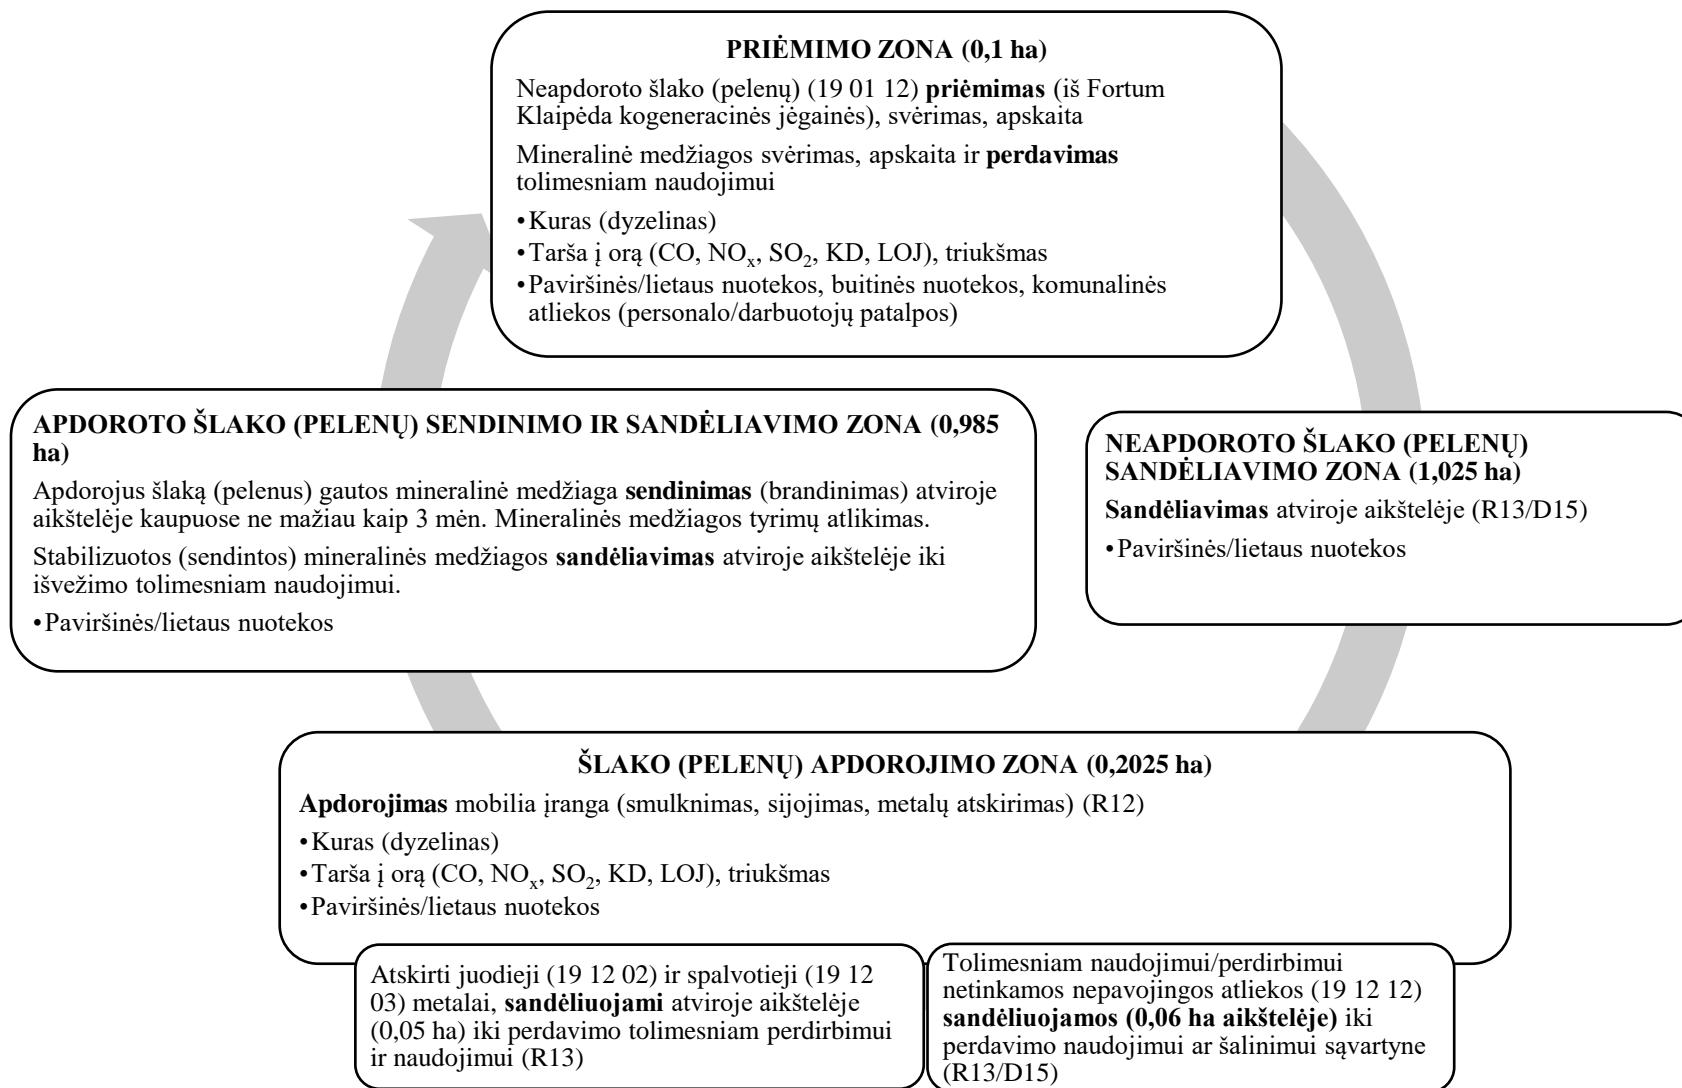 PRIĖMIMO ZONA (0,1 ha)
Neapdoroto šlako (pelenų) (19 01 12) priėmimas (iš Fortum
Klaipėda kogeneracinės jėgainės), svėrimas, apskaita
Mineralinė medžiagos svėrimas, apskaita ir perdavimas
tolimesniam naudojimui
•Kuras (dyzelinas)
•Tarša į orą (CO, NOx, SO2, KD, LOJ), triukšmas
•Paviršinės/lietaus nuotekos, buitinės nuotekos, komunalinės
atliekos (personalo/darbuotojų patalpos)
NEAPDOROTO ŠLAKO (PELENŲ)
SANDĖLIAVIMO ZONA (1,025 ha)
Sandėliavimas atviroje aikštelėje (R13/D15)
•Paviršinės/lietaus nuotekos
ŠLAKO (PELENŲ) APDOROJIMO ZONA (0,2025 ha)
Apdorojimas mobilia įranga (smulknimas, sijojimas, metalų atskirimas) (R12)
•Kuras (dyzelinas)
•Tarša į orą (CO, NOx, SO2, KD, LOJ), triukšmas
•Paviršinės/lietaus nuotekos
Atskirti juodieji (19 12 02) ir spalvotieji (19 12
03) metalai, sandėliuojami atviroje aikštelėje
(0,05 ha) iki perdavimo tolimesniam perdirbimui
ir naudojimui (R13)
Tolimesniam naudojimui/perdirbimui
netinkamos nepavojingos atliekos (19 12 12)
sandėliuojamos (0,06 ha aikštelėje) iki
perdavimo naudojimui ar šalinimui sąvartyne
(R13/D15)
APDOROTO ŠLAKO (PELENŲ) SENDINIMO IR SANDĖLIAVIMO ZONA (0,985
ha)
Apdorojus šlaką (pelenus) gautos mineralinė medžiaga sendinimas (brandinimas) atviroje
aikštelėje kaupuose ne mažiau kaip 3 mėn. Mineralinės medžiagos tyrimų atlikimas.
Stabilizuotos (sendintos) mineralinės medžiagos sandėliavimas atviroje aikštelėje iki
išvežimo tolimesniam naudojimui.
•Paviršinės/lietaus nuotekos